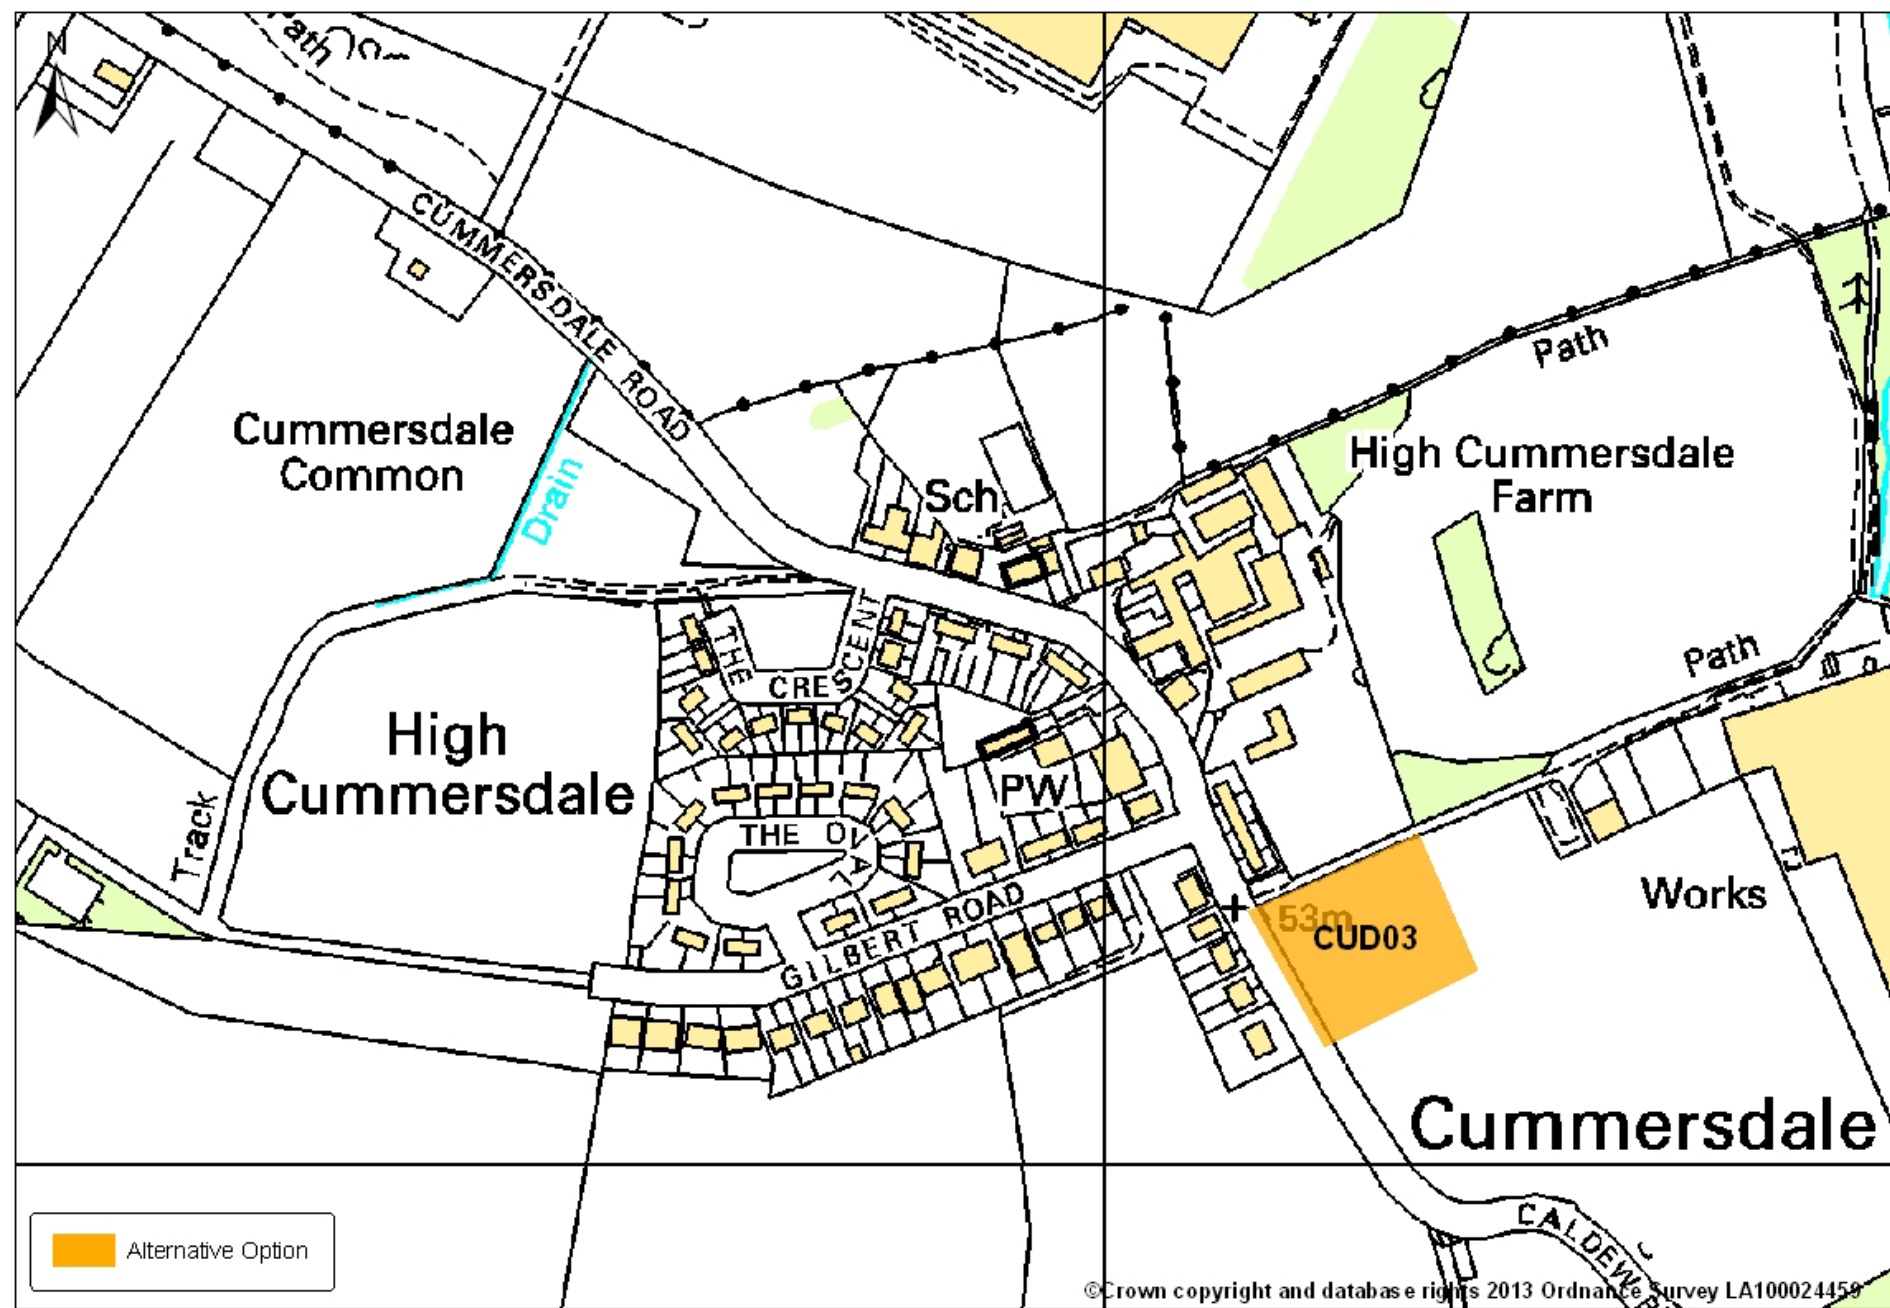 N
Path
CUMMERSDALE ROAD
Cummersdale
Common
Drain
Sch
Path
High Cummersdale
Farm
Path
THE
CRESCENT
High
Cummersdale
Track
PW
THE OVAL
GILBERT ROAD
Works
53m
CUD03
Cummersdale
CALDEW
Alternative Option
©Crown copyright and database rights 2013 Ordnance Survey LA100024459